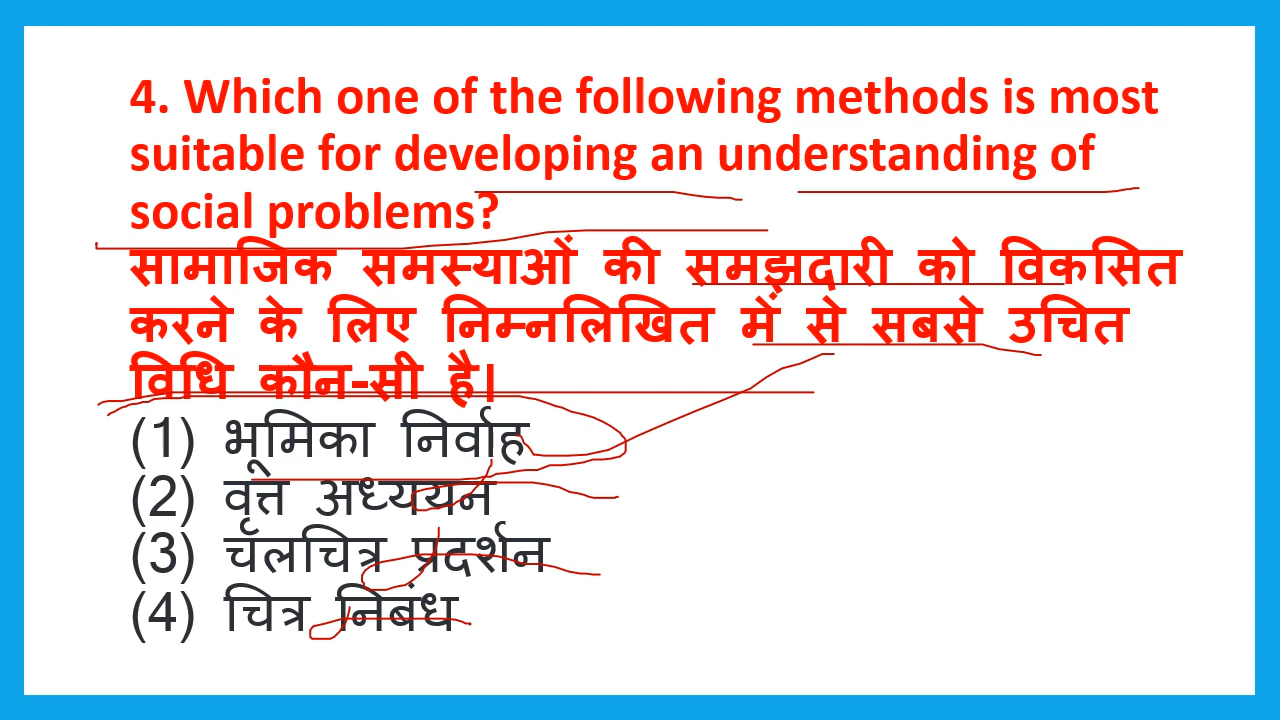 4. Which one of the following methods is most
suitable for developing an understanding of
social problems?
सामाजिक समस्याओं की समझदारी को विकसित
करने के लिए निम्नलिखित में से सबसे उचित
विधि कौन-सी है।
(1) भूमिका निर्वाह
(2) वृत्त अध्ययन
(3) चलचित्र प्रदर्शन
(4) चित्र निबंध